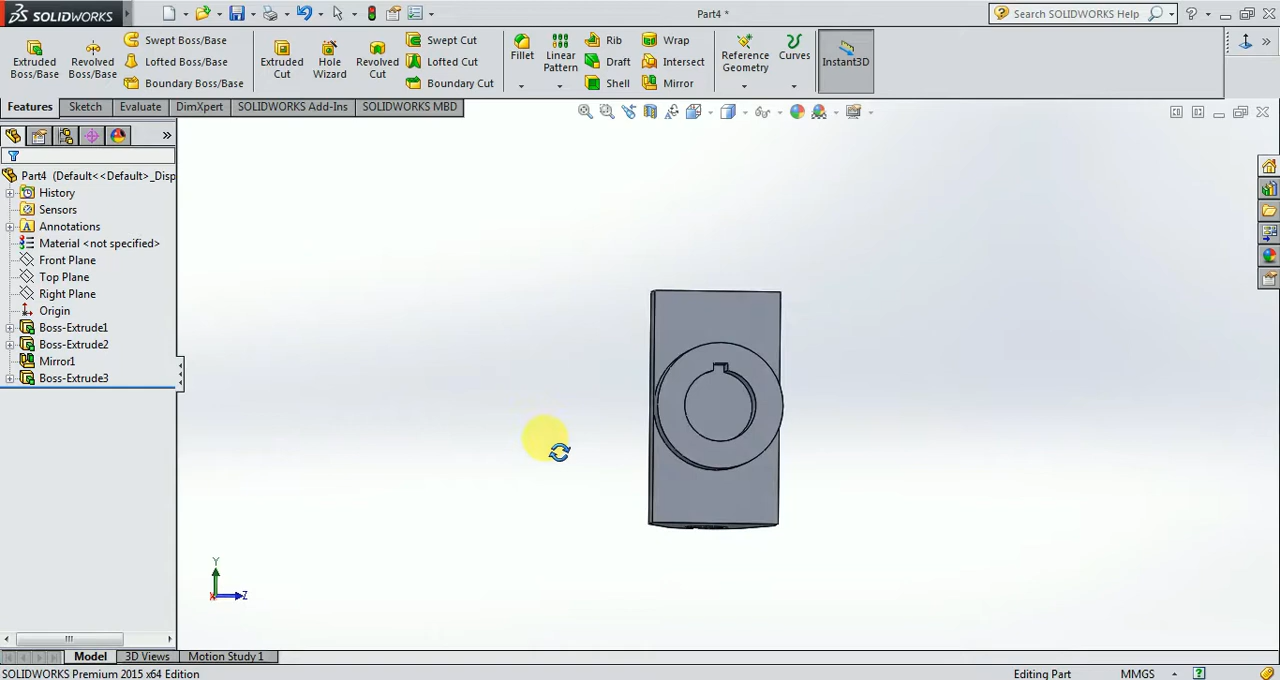 SOLIDWORKS
Part4 *
Search SOLIDWORKS Help
Extruded Boss/Base
Revolved Boss/Base
Swept Boss/Base
Lofted Boss/Base
Boundary Boss/Base
Extruded Cut
Hole Wizard
Revolved Cut
Swept Cut
Lofted Cut
Boundary Cut
Fillet
Linear Pattern
Rib
Draft
Shell
Wrap
Intersect
Mirror
Reference Geometry
Curves
Instant3D
Features
Sketch
Evaluate
DimXpert
SOLIDWORKS Add-Ins
SOLIDWORKS MBD
Part4 (Default<<Default>_Disp
History
Sensors
Annotations
Material <not specified>
Front Plane
Top Plane
Right Plane
Origin
Boss-Extrude1
Boss-Extrude2
Mirror1
Boss-Extrude3
Y
X
Z
Model
3D Views
Motion Study 1
SOLIDWORKS Premium 2015 x64 Edition
Editing Part
MMGS